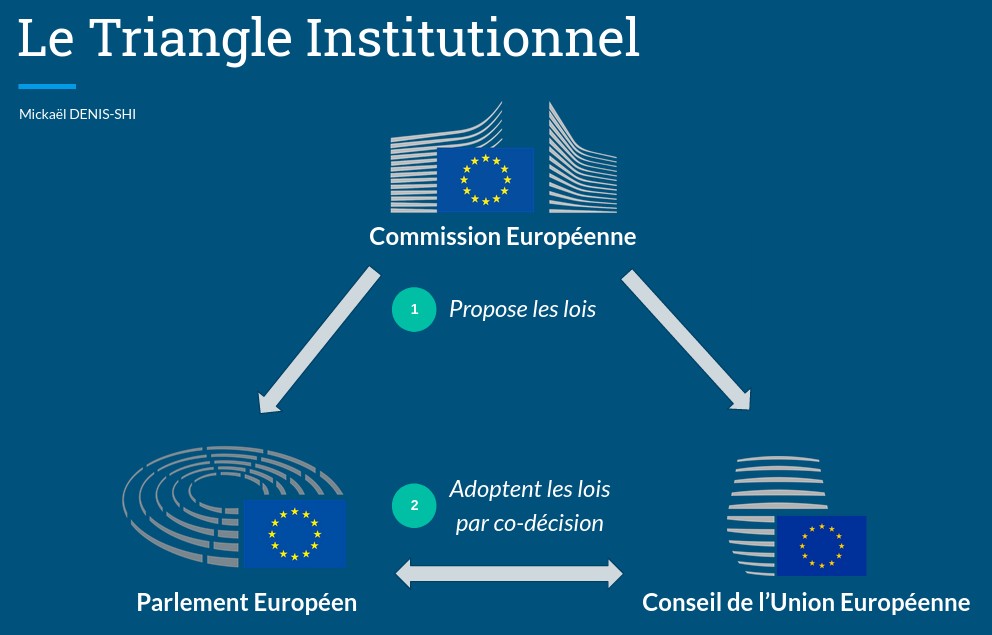 Le Triangle Institutionnel
Mickaël DENIS-SHI
Commission Européenne
1 Propose les lois
2 Adoptent les lois
par co-décision
Parlement Européen
Conseil de l'Union Européenne